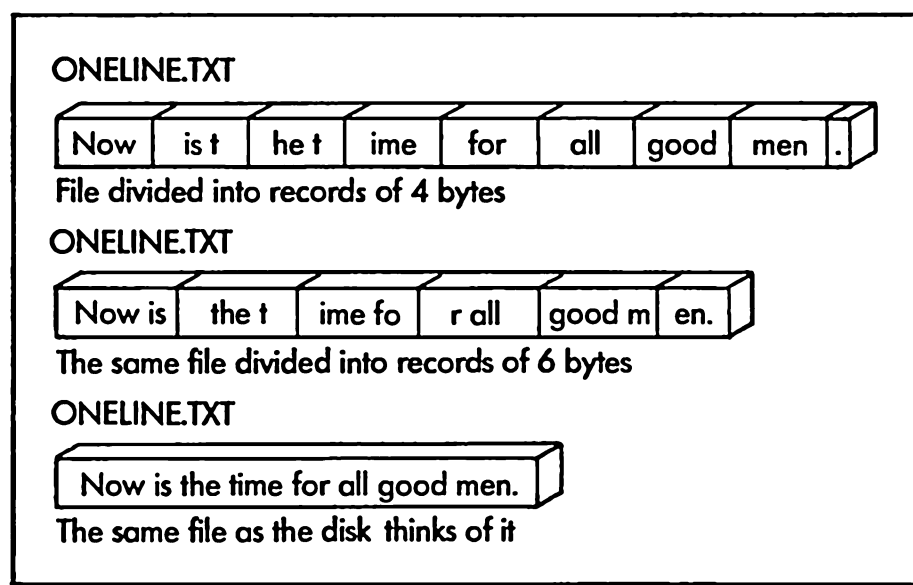 ONELINE.TXT
Now is t he t ime for all good men .
File divided into records of 4 bytes
ONELINE.TXT
Now is the t ime fo r all good m en.
The same file divided into records of 6 bytes
ONELINE.TXT
Now is the time for all good men.
The same file as the disk thinks of it